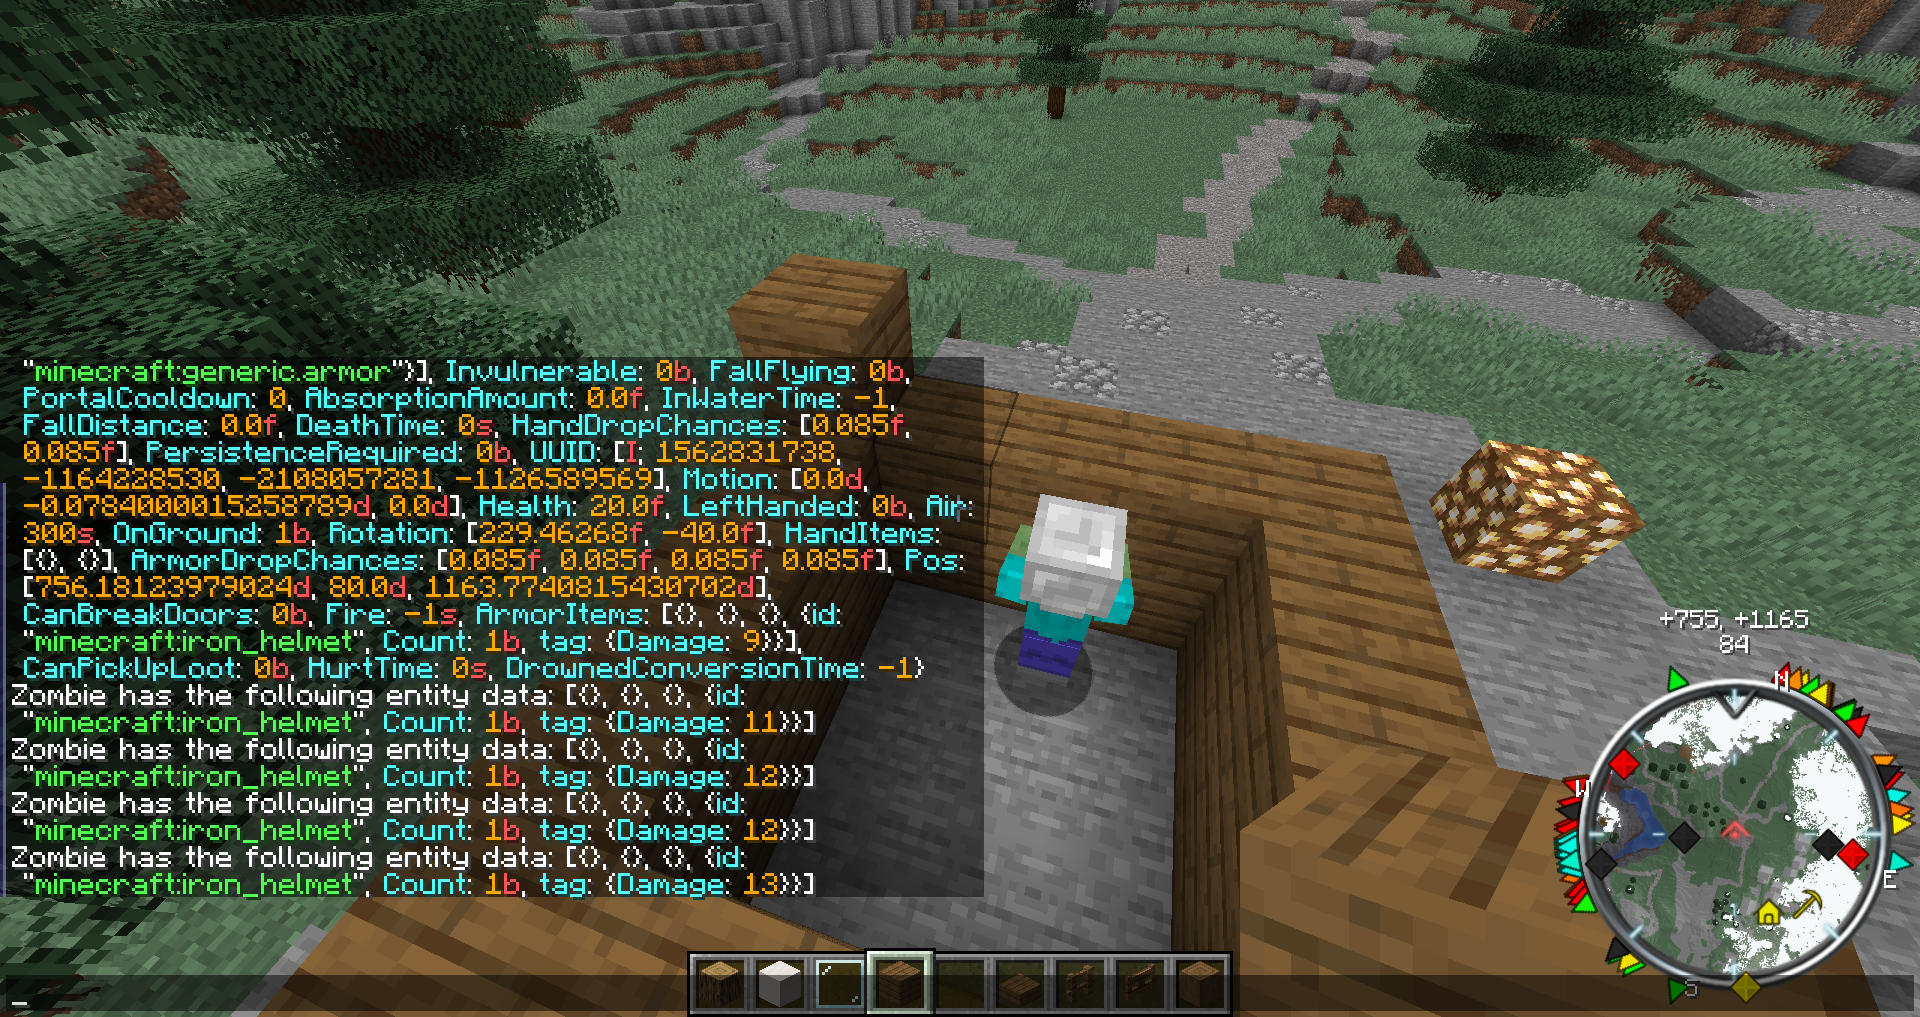 "minecraft:generic.armor"}], Invulnerable: 0b, FallFlying: 0b,
PortalCooldown: 0, AbsorptionAmount: 0.0f, InWaterTime: -1,
FallDistance: 0.0f, DeathTime: 0s, HandDropChances: [0.085f,
0.085f], PersistenceRequired: 0b, UUID: [I; 1562831738,
-1164228530, -2108057281, -1126589569], Motion: [0.0d,
-0.0784000015258789d, 0.0d], Health: 20.0f, LeftHanded: 0b, Air:
300s, OnGround: 1b, Rotation: [229.46268f, -40.0f], HandItems:
[{}, {}], ArmorDropChances: [0.085f, 0.085f, 0.085f, 0.085f], Pos:
[756.18123979024d, 80.0d, 1163.7740815430702d],
CanBreakDoors: 0b, Fire: -1s, ArmorItems: [{}, {}, {}, {id:
"minecraft:iron_helmet", Count: 1b, tag: {Damage: 9}}],
CanPickUpLoot: 0b, HurtTime: 0s, DrownedConversionTime: -1}
Zombie has the following entity data: [{}, {}, {}, {id:
"minecraft:iron_helmet", Count: 1b, tag: {Damage: 11}}]
Zombie has the following entity data: [{}, {}, {}, {id:
"minecraft:iron_helmet", Count: 1b, tag: {Damage: 12}}]
Zombie has the following entity data: [{}, {}, {}, {id:
"minecraft:iron_helmet", Count: 1b, tag: {Damage: 12}}]
Zombie has the following entity data: [{}, {}, {}, {id:
"minecraft:iron_helmet", Count: 1b, tag: {Damage: 13}}]
_
+755, +1165
84
N
W
E
S